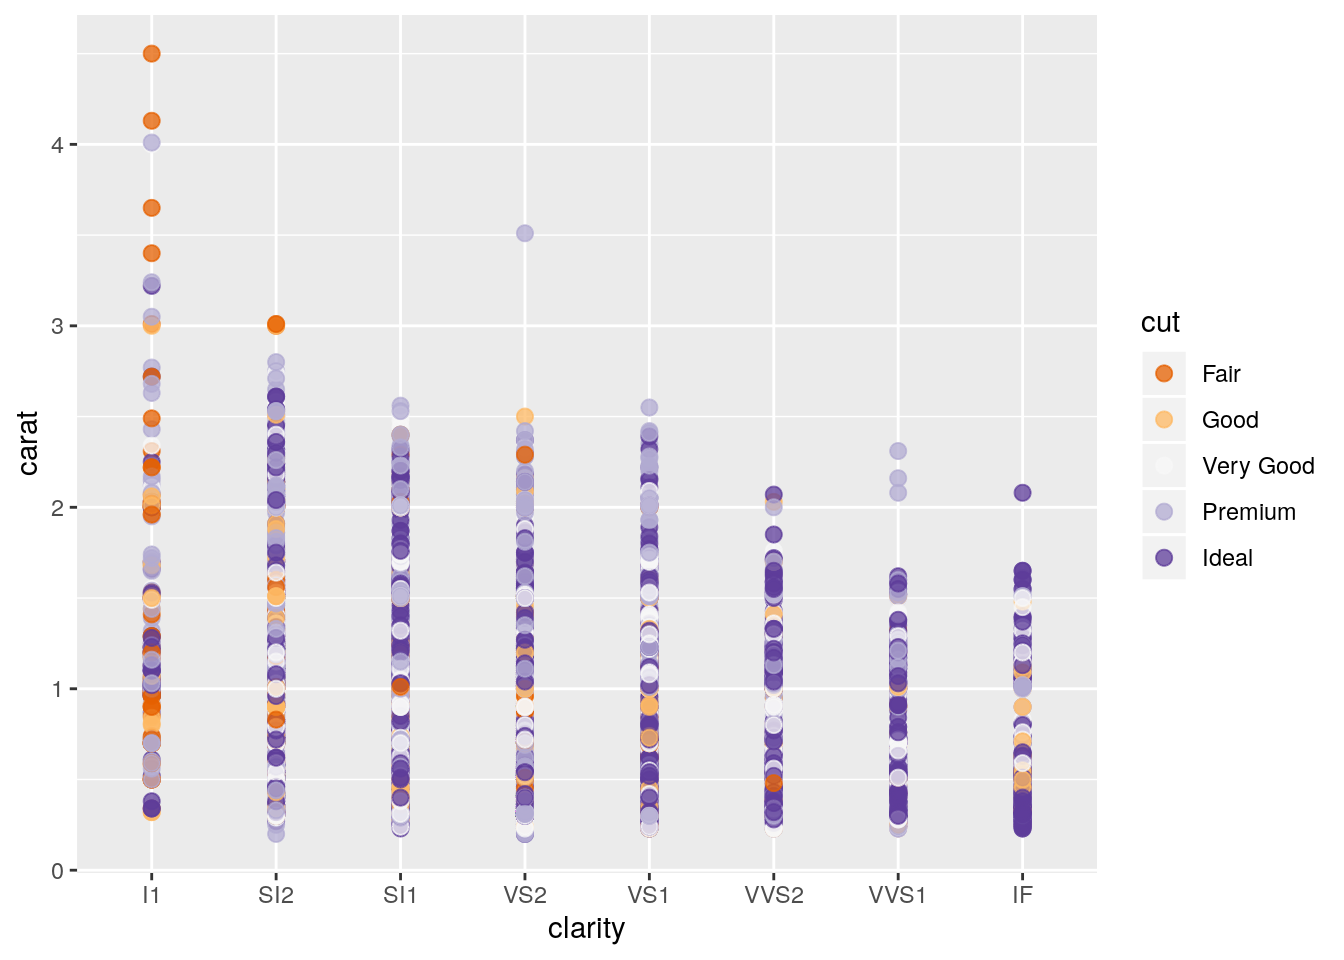 carat
4
3
2
1
0
I1 SI2 SI1 VS2 VS1 VVS2 VVS1 IF
clarity
cut
Fair
Good
Very Good
Premium
Ideal